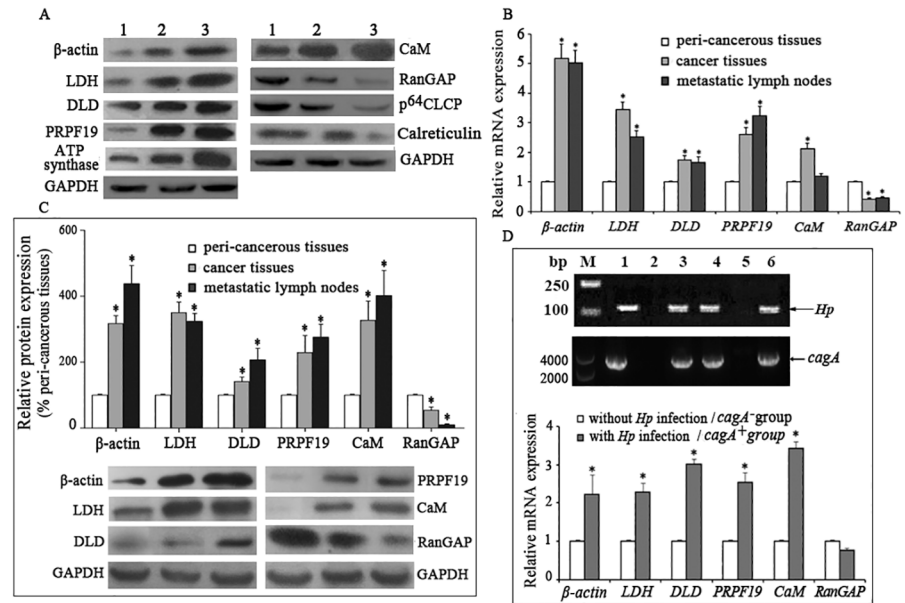 A
1 2 3
1 2 3
β-actin
CaM
LDH
RanGAP
DLD
p64CLCP
PRPF19
Calreticulin
ATP
synthase
GAPDH
GAPDH
B
Relative mRNA expression
6
5
4
3
2
1
0
peri-cancerous tissues
cancer tissues
metastatic lymph nodes
* * * * * * * * * * *
β-actin LDH DLD PRPF19 CaM RanGAP
C
Relative protein expression
(% peri-cancerous tissues)
600
400
200
0
peri-cancerous tissues
cancer tissues
metastatic lymph nodes
* * * * * * * * * * * *
β-actin LDH DLD PRPF19 CaM RanGAP
β-actin
PRPF19
LDH
CaM
DLD
RanGAP
GAPDH
GAPDH
D
bp M 1 2 3 4 5 6
250
100
Hp
4000
2000
cagA
without Hp infection / cagA-group
with Hp infection / cagA+group
Relative mRNA expression
4
3
2
1
0
* * * * *
β-actin LDH DLD PRPF19 CaM RanGAP